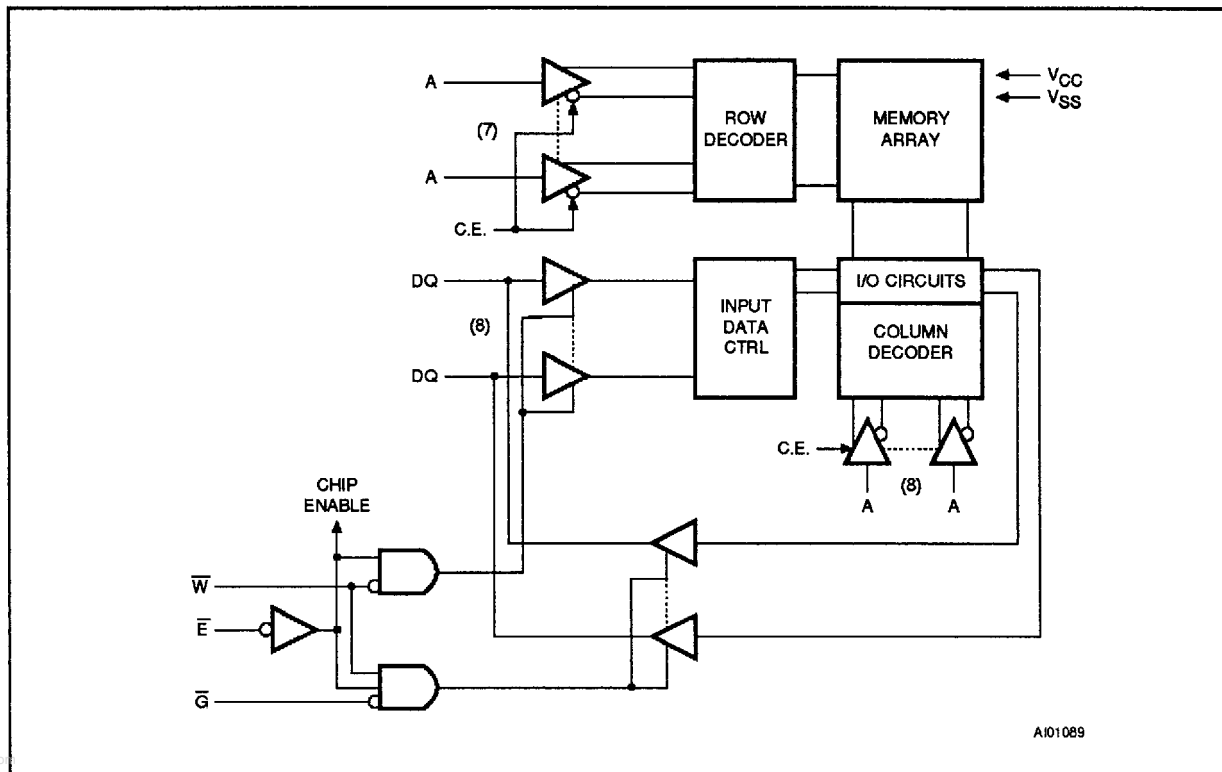 A
A
(7)
C.E.
ROW
DECODER
MEMORY
ARRAY
VCC
VSS
DQ
(8)
DQ
INPUT
DATA
CTRL
I/O CIRCUITS
COLUMN
DECODER
C.E.
(8)
A
A
CHIP
ENABLE
W̅
E̅
G̅
AI01089